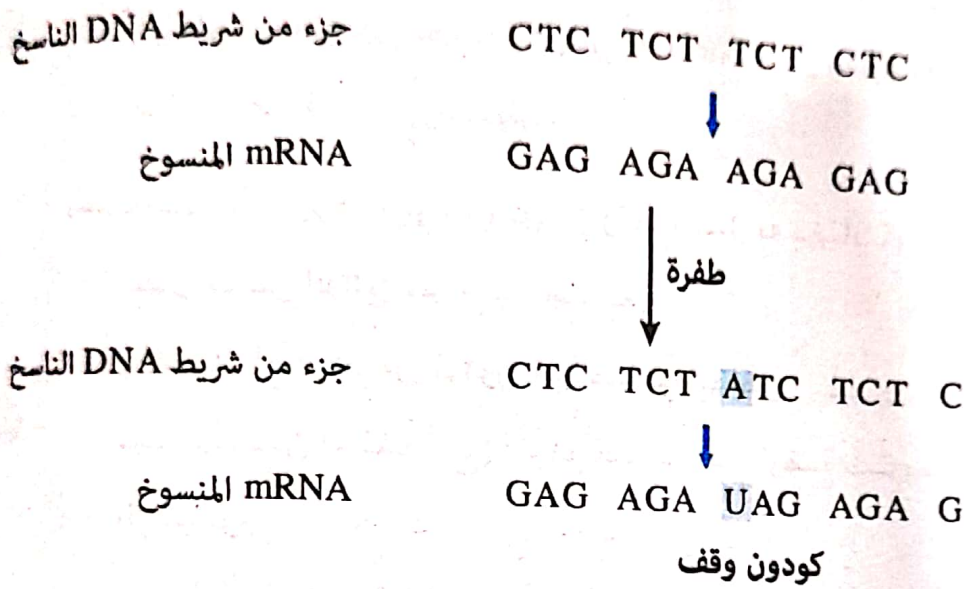 جزء من شريط DNA الناسخ CTC TCT TCT CTC
mRNA المنسوخ GAG AGA AGA GAG
طفرة
جزء من شريط DNA الناسخ CTC TCT ATC TCT C
mRNA المنسوخ GAG AGA UAG AGA G
كودون وقف